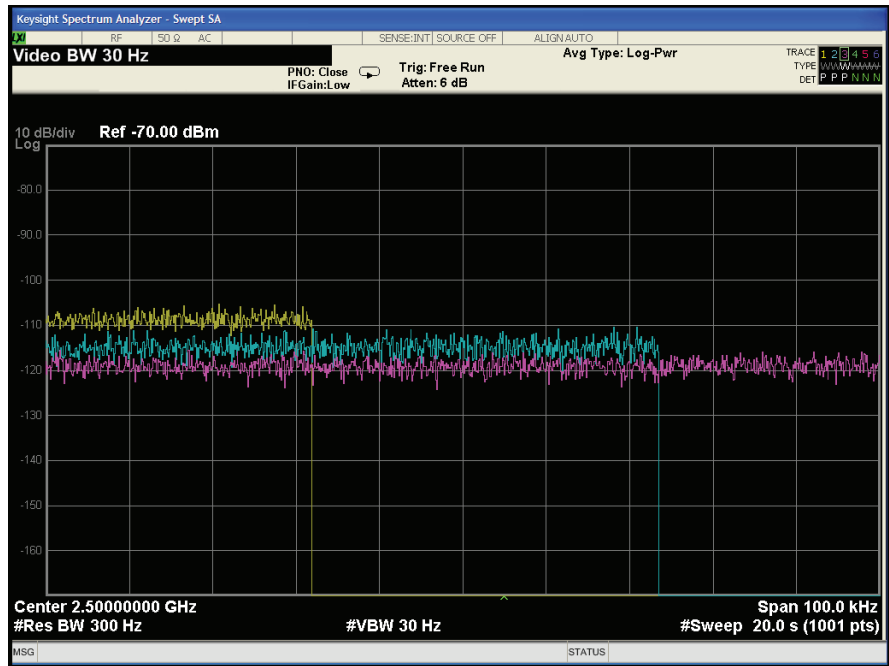 Keysight Spectrum Analyzer - Swept SA
LXI RF 50 Ω AC SENSE:INT SOURCE OFF ALIGN AUTO
Video BW 30 Hz
PNO: Close
IFGain:Low
Trig: Free Run
Atten: 6 dB
Avg Type: Log-Pwr
TRACE 1 2 3 4 5 6
TYPE WWWWWW
DET P P P N N N
10 dB/div Ref -70.00 dBm
Log
-80.0
-90.0
-100
-110
-120
-130
-140
-150
-160
Center 2.50000000 GHz Span 100.0 kHz
#Res BW 300 Hz #VBW 30 Hz #Sweep 20.0 s (1001 pts)
MSG STATUS